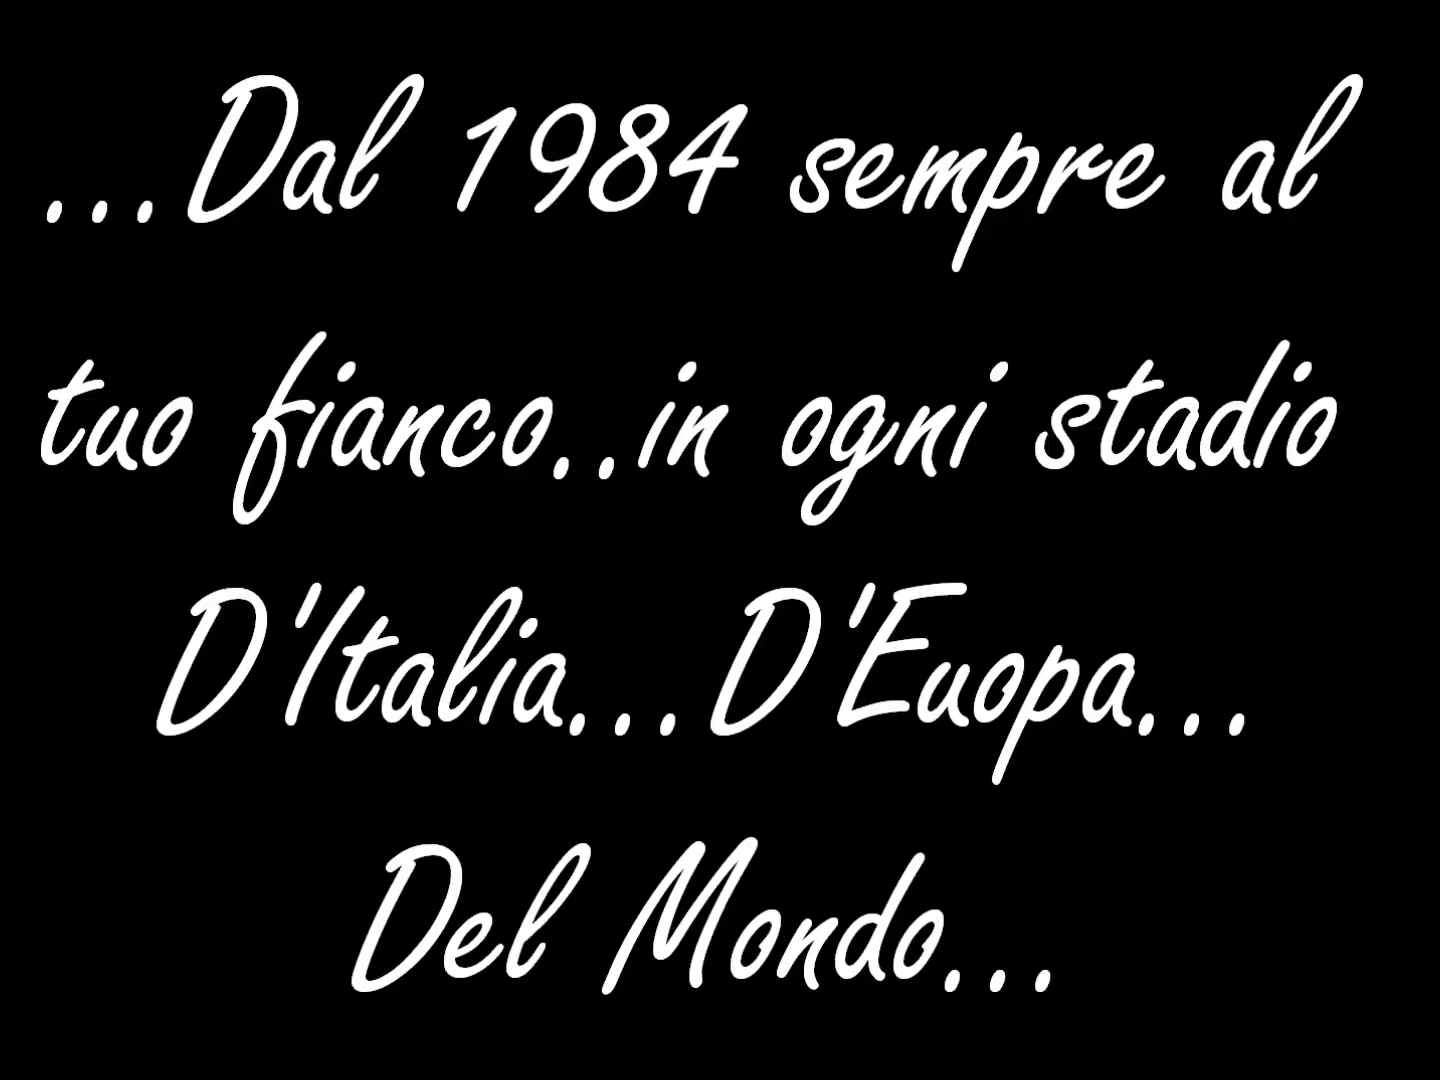 ...Dal 1984 sempre al
tuo fianco..in ogni stadio
D'Italia...D'Euopa...
Del Mondo...